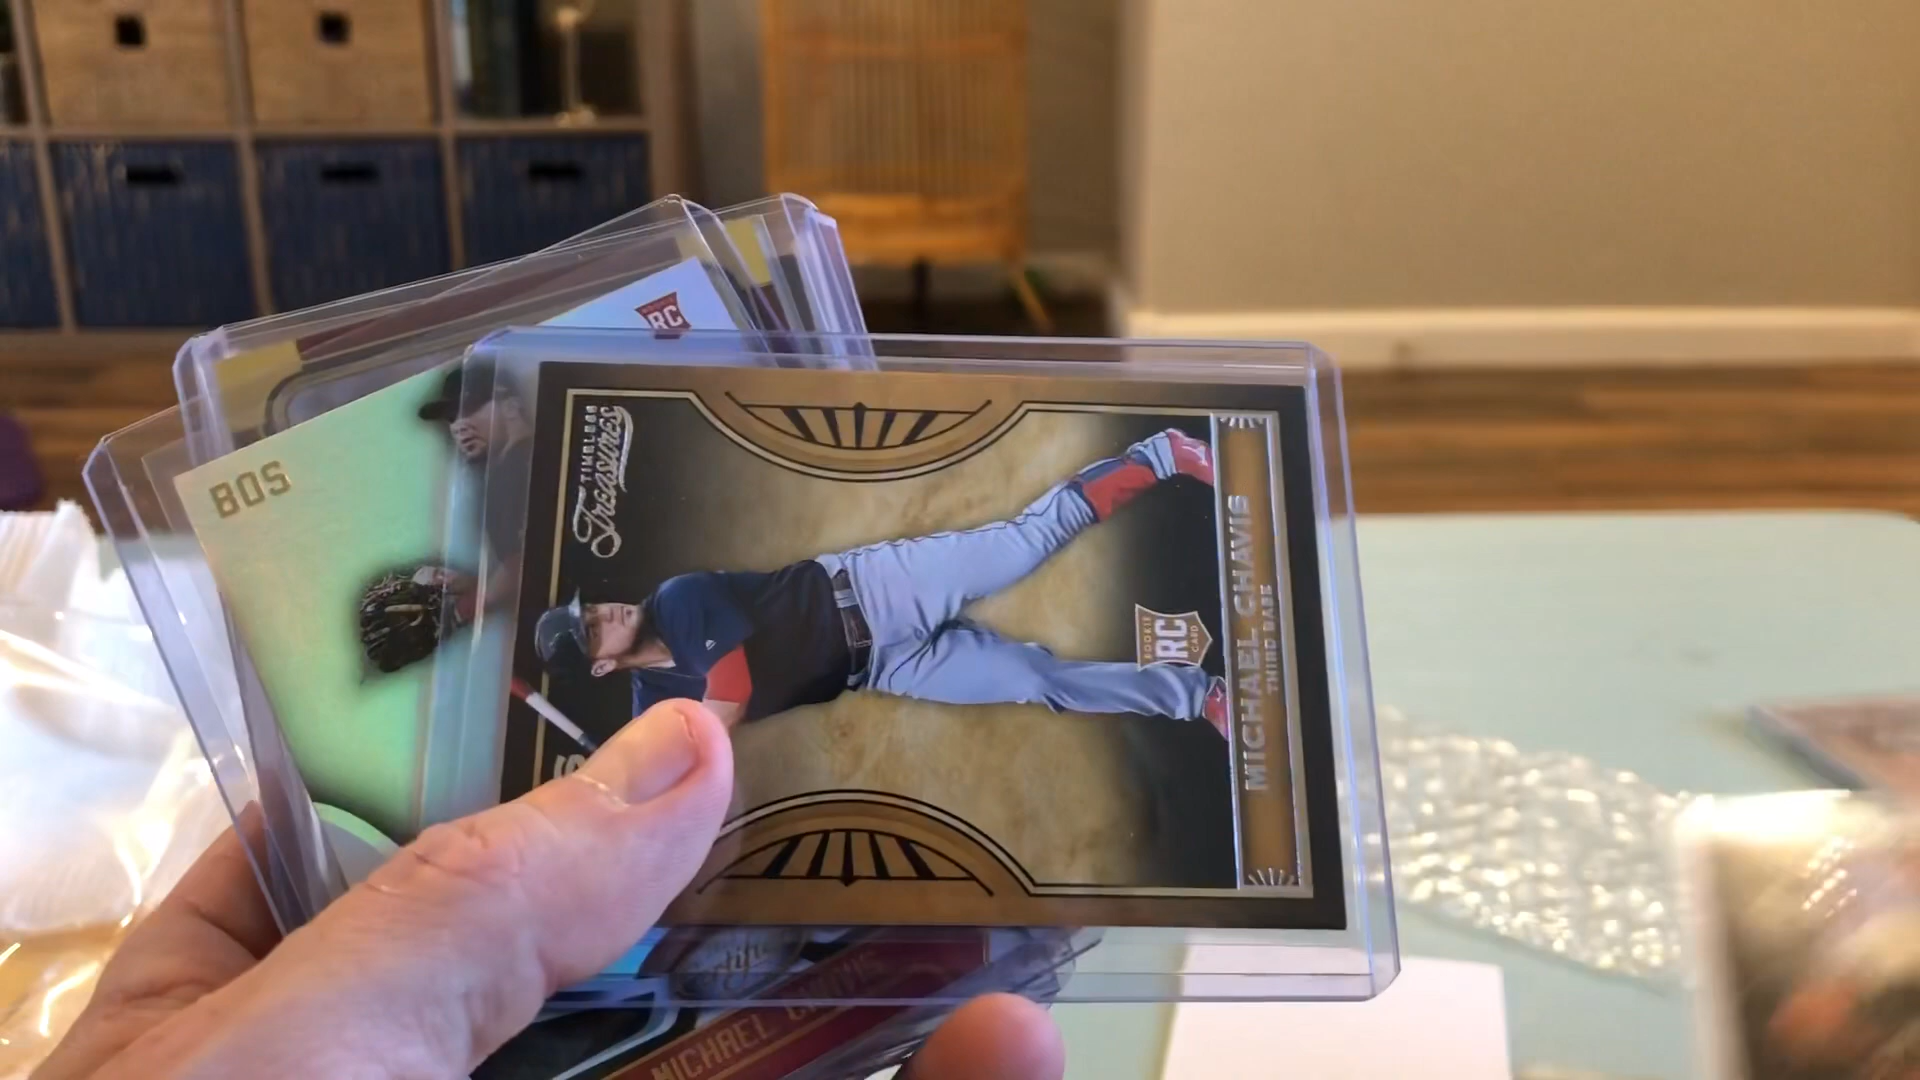 RC
BOS
TIMELESS
Treasures
ROOKIE
RC
CARD
MICHAEL CHAVIS
THIRD BASE
MICHAEL CHAVIS